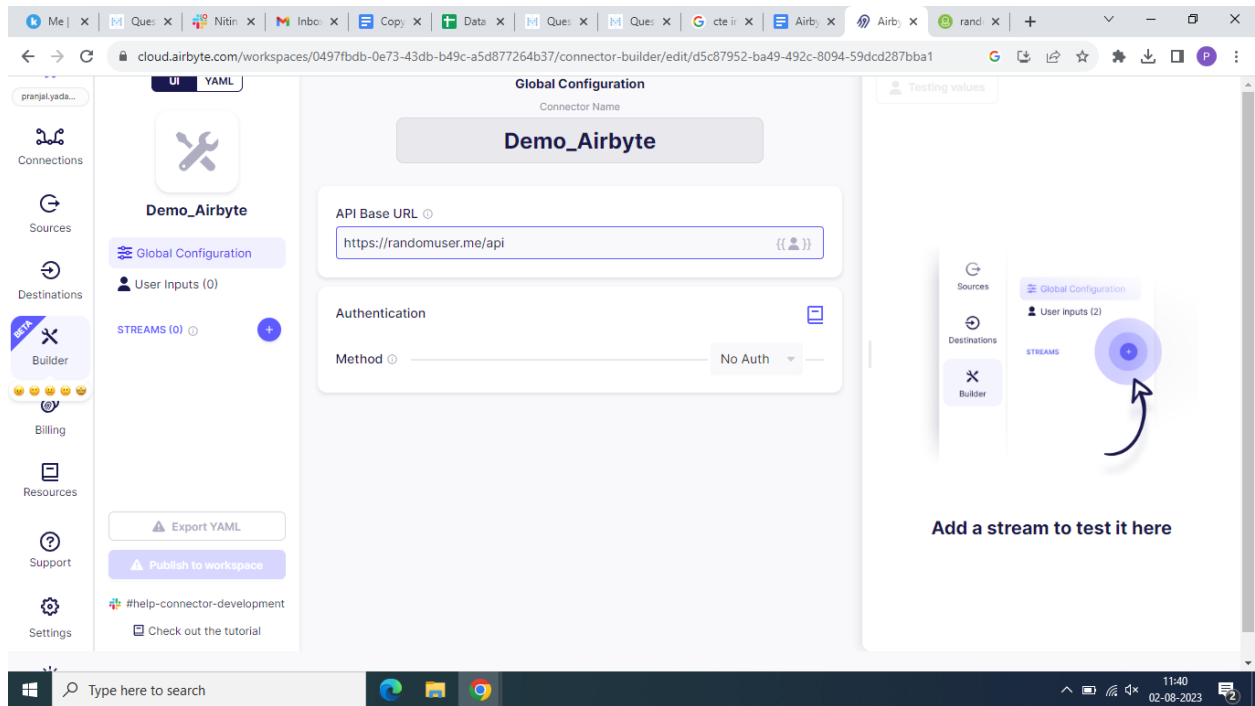 Me |
Ques
Nitin
Inbo
Copy
Data
Ques
Ques
cte ir
Airby
Airby
rand
cloud.airbyte.com/workspaces/0497fbdb-0e73-43db-b49c-a5d877264b37/connector-builder/edit/d5c87952-ba49-492c-8094-59dcd287bba1
pranjal.yada...
Connections
Sources
Destinations
BETA
Builder
Billing
Resources
Support
Settings
UI YAML
Demo_Airbyte
Global Configuration
User Inputs (0)
STREAMS (0)
Export YAML
Publish to workspace
#help-connector-development
Check out the tutorial
Global Configuration
Connector Name
Demo_Airbyte
API Base URL
https://randomuser.me/api
Authentication
Method
No Auth
Testing values
Sources
Destinations
Builder
Global Configuration
User inputs (2)
STREAMS
Add a stream to test it here
Type here to search
11:40
02-08-2023
2